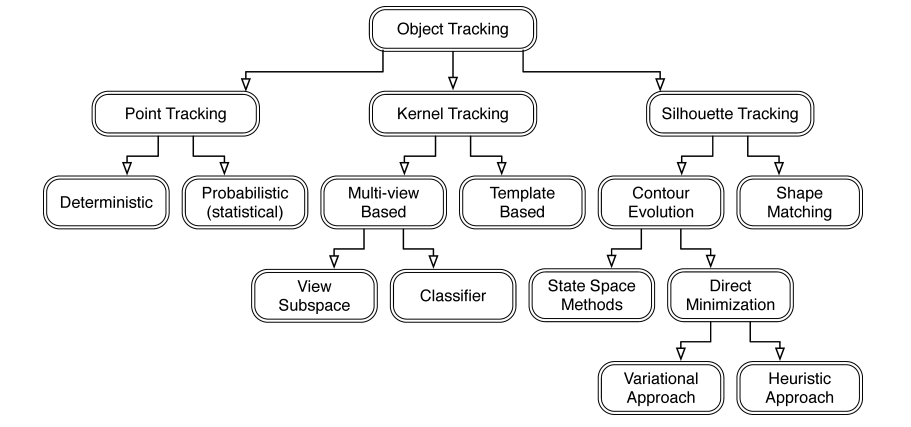 Object Tracking
Point Tracking
Kernel Tracking
Silhouette Tracking
Deterministic
Probabilistic
(statistical)
Multi-view
Based
Template
Based
Contour
Evolution
Shape
Matching
View
Subspace
Classifier
State Space
Methods
Direct
Minimization
Variational
Approach
Heuristic
Approach